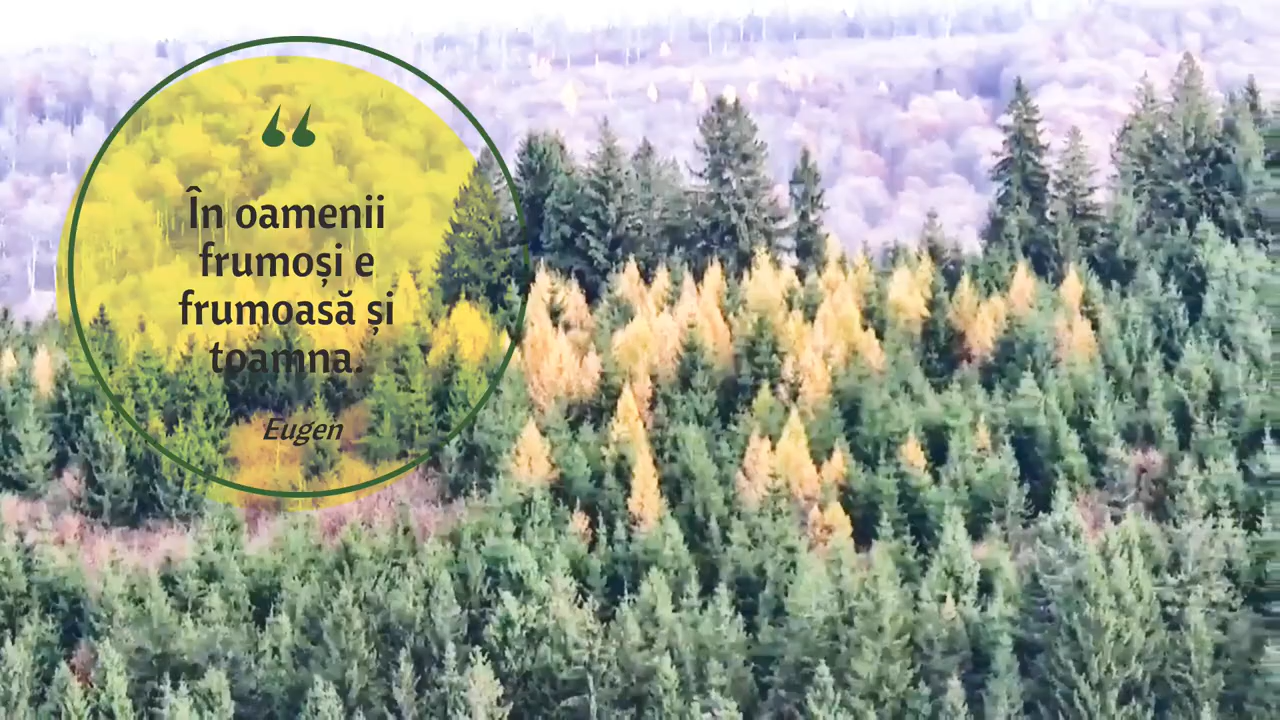 “
În oamenii
frumoși e
frumoasă și
toamna.
Eugen